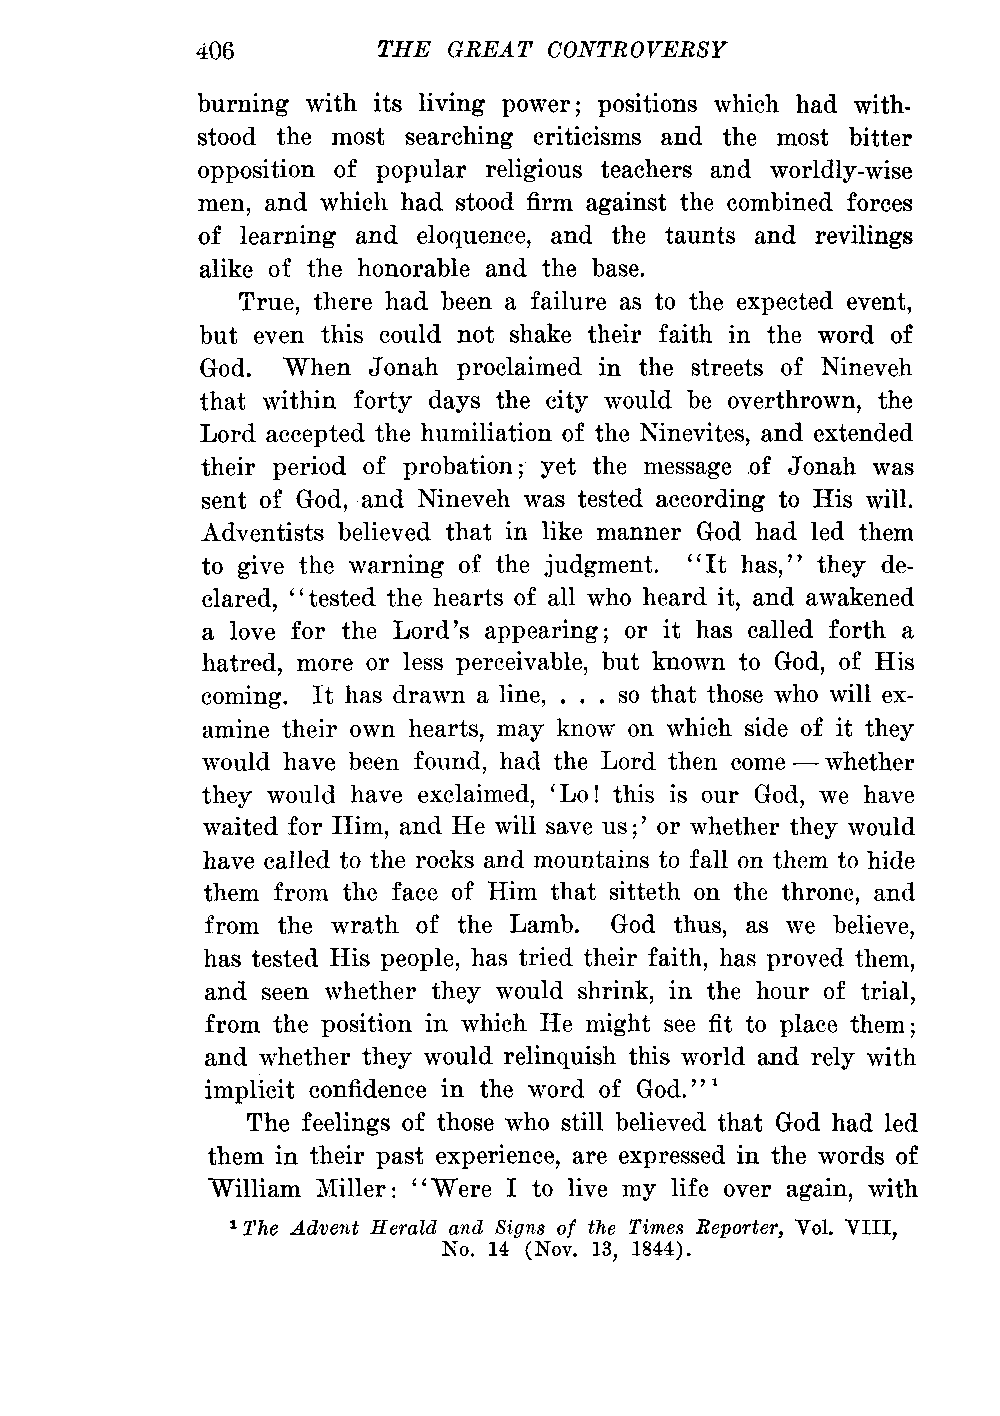 406 THE GREAT CONTROVERSY
burning with its living power; positions which had with-
stood the most searching criticisms and the most bitter
opposition of popular religious teachers and worldly-wise
men, and which had stood firm against the combined forces
of learning and eloquence, and the taunts and revilings
alike of the honorable and the base.
True, there had been a failure as to the expected event,
but even this could not shake their faith in the word of
God. When Jonah proclaimed in the streets of Nineveh
that within forty days the city would be overthrown, the
Lord accepted the humiliation of the Ninevites, and extended
their period of probation; yet the message of Jonah was
sent of God, and Nineveh was tested according to His will.
Adventists believed that in like manner God had led them
to give the warning of the judgment. "It has," they de-
clared, "tested the hearts of all who heard it, and awakened
a love for the Lord's appearing; or it has called forth a
hatred, more or less perceivable, but known to God, of His
coming. It has drawn a line, . . . so that those who will ex-
amine their own hearts, may know on which side of it they
would have been found, had the Lord then come — whether
they would have exclaimed, 'Lo! this is our God, we have
waited for Him, and He will save us;' or whether they would
have called to the rocks and mountains to fall on them to hide
them from the face of Him that sitteth on the throne, and
from the wrath of the Lamb. God thus, as we believe,
has tested His people, has tried their faith, has proved them,
and seen whether they would shrink, in the hour of trial,
from the position in which He might see fit to place them;
and whether they would relinquish this world and rely with
implicit confidence in the word of God."¹
The feelings of those who still believed that God had led
them in their past experience, are expressed in the words of
William Miller: "Were I to live my life over again, with
¹ The Advent Herald and Signs of the Times Reporter, Vol. VIII,
No. 14 (Nov. 13, 1844).